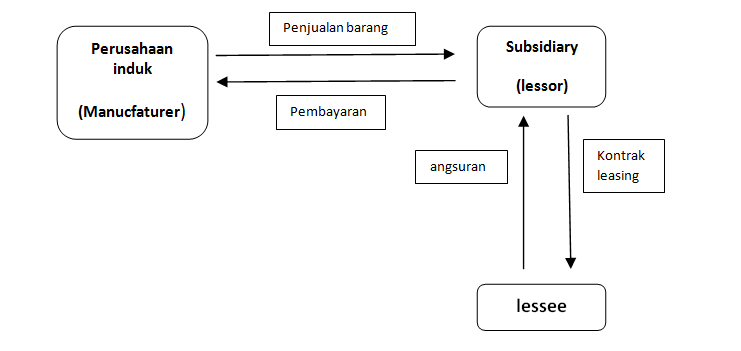 Penjualan barang
Perusahaan
induk
(Manucfaturer)
Subsidiary
(lessor)
Pembayaran
angsuran
Kontrak
leasing
lessee